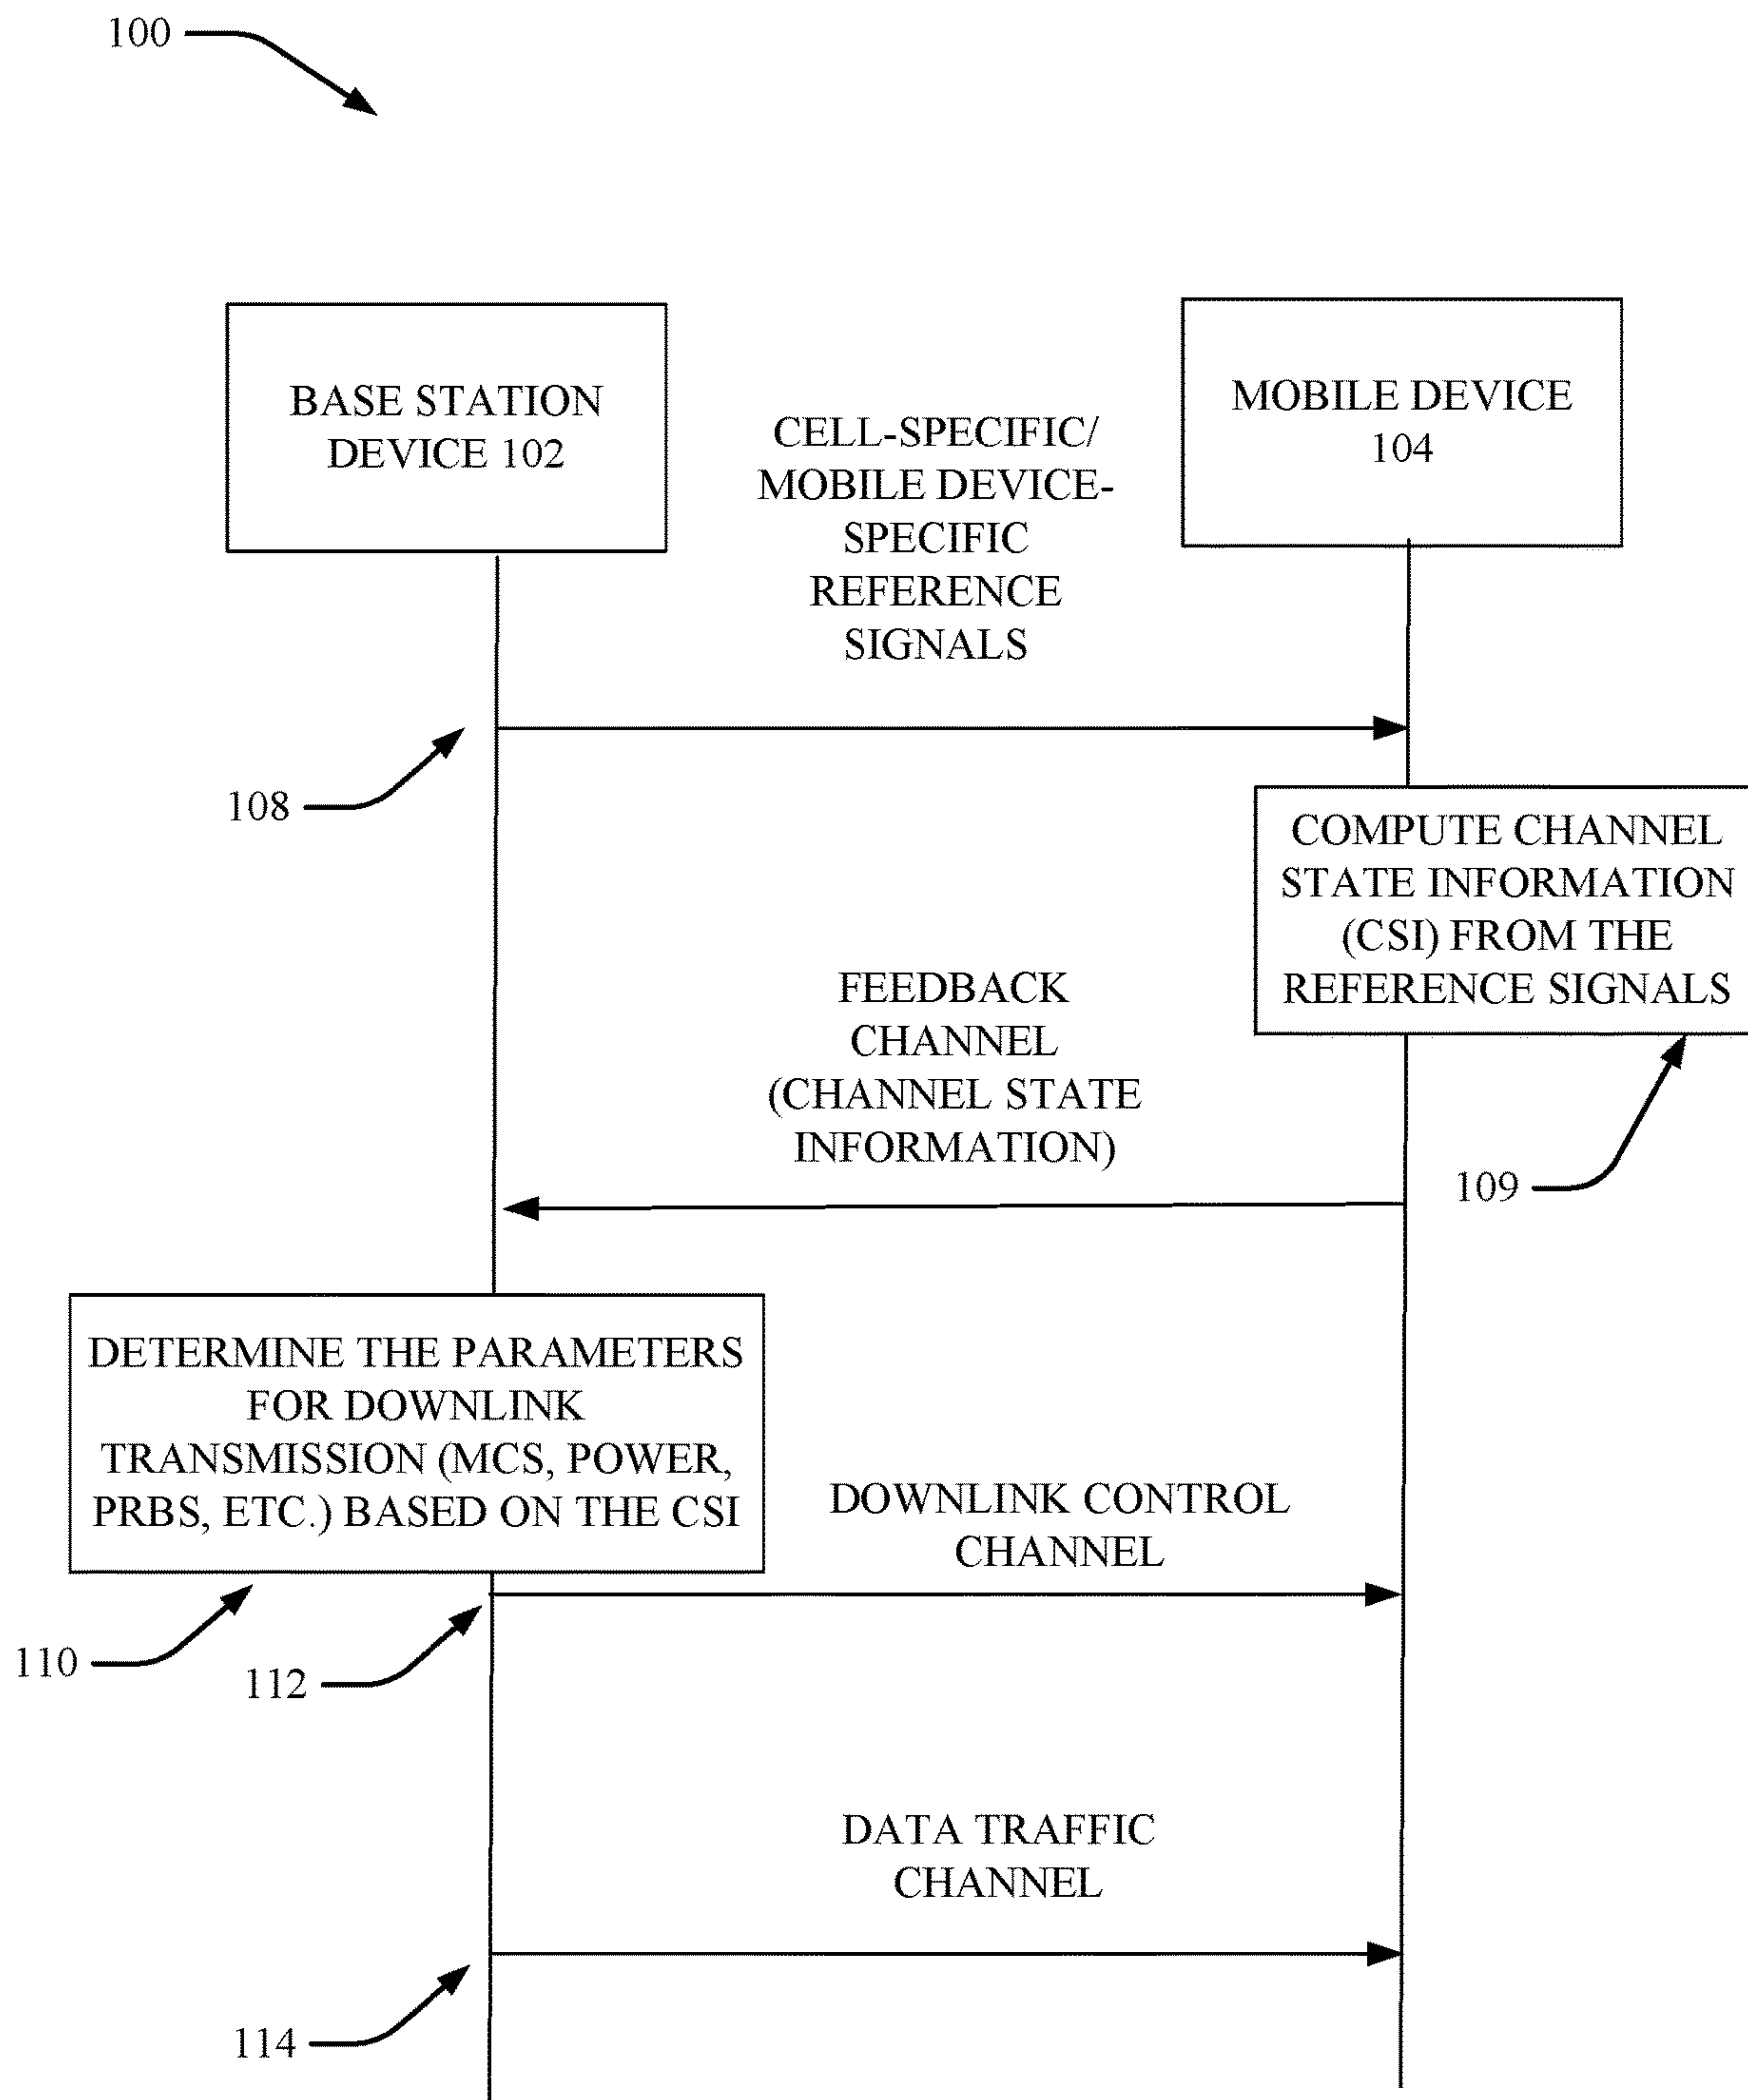 100
BASE STATION
DEVICE 102
MOBILE DEVICE
104
CELL-SPECIFIC/
MOBILE DEVICE-
SPECIFIC
REFERENCE
SIGNALS
108
COMPUTE CHANNEL
STATE INFORMATION
(CSI) FROM THE
REFERENCE SIGNALS
109
FEEDBACK
CHANNEL
(CHANNEL STATE
INFORMATION)
DETERMINE THE PARAMETERS
FOR DOWNLINK
TRANSMISSION (MCS, POWER,
PRBS, ETC.) BASED ON THE CSI
110
DOWNLINK CONTROL
CHANNEL
112
DATA TRAFFIC
CHANNEL
114